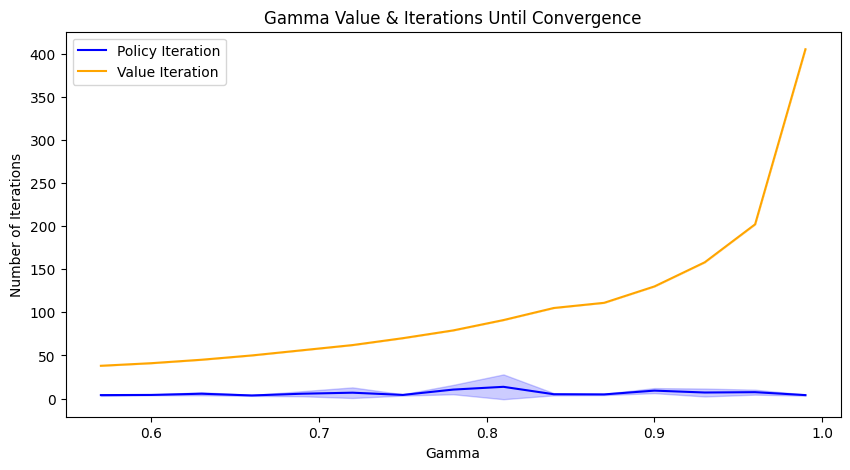 Gamma Value & Iterations Until Convergence
Policy Iteration
Value Iteration
Number of Iterations
400
350
300
250
200
150
100
50
0
0.6 0.7 0.8 0.9 1.0
Gamma